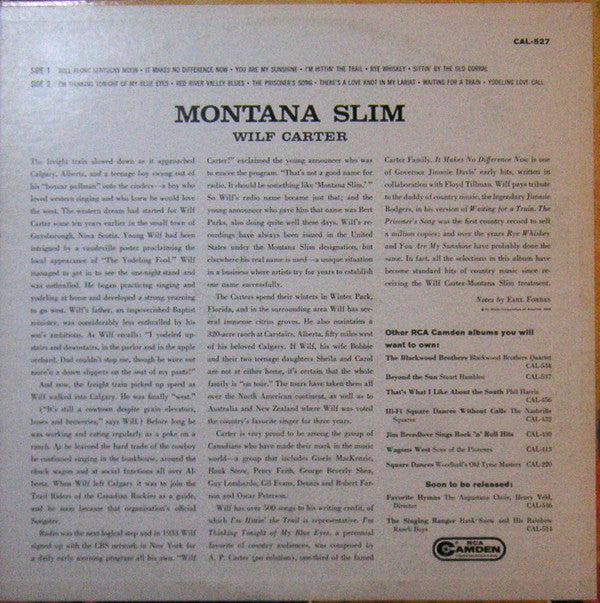 CAL-527
SIDE 1 ROLL ALONG KENTUCKY MOON • IT MAKES NO DIFFERENCE NOW • YOU ARE MY SUNSHINE • I'M HITTIN' THE TRAIL • RYE WHISKEY • SITTIN' BY THE OLD CORRAL
SIDE 2 I'M THINKING TONIGHT OF MY BLUE EYES • RED RIVER VALLEY BLUES • THE PRISONER'S SONG • THERE'S A LOVE KNOT IN MY LARIAT • WAITING FOR A TRAIN • YODELING LOVE CALL
MONTANA SLIM
WILF CARTER
The freight train slowed down as it approached
Calgary, Alberta, and a teenage boy swung out of
his "boxcar pullman" onto the cinders—a boy who
loved western singing and who knew he would love
the west. The western dream had started for Wilf
Carter some ten years earlier in the small town of
Guysborough, Nova Scotia. Young Wilf had been
intrigued by a vaudeville poster proclaiming the
local appearance of "The Yodeling Fool." Wilf
managed to get in to see the one-night stand and
was enthralled. He began practicing singing and
yodeling at home and developed a strong yearning
to go west. Wilf's father, an impoverished Baptist
minister, was considerably less enthralled by his
son's ambitions. As Wilf recalls: "I yodeled up-
stairs and downstairs, in the parlor and in the apple
orchard. Dad couldn't stop me, though he wore out
more'n a dozen slippers on the seat of my pants!"
And now, the freight train picked up speed as
Wilf walked into Calgary. He was finally "west."
("It's still a cowtown despite grain elevators,
buses and breweries," says Wilf.) Before long he
was working and eating regularly as a poke on a
ranch. As he learned the hard trade of the cowboy
he continued singing in the bunkhouse, around the
chuck wagon and at social functions all over Al-
berta. When Wilf left Calgary it was to join the
Trail Riders of the Canadian Rockies as a guide,
and he soon became that organization's official
Songster.
Radio was the next logical step and in 1933 Wilf
signed up with the CBS network in New York for
a daily early morning program all his own. "Wilf
Carter?" exclaimed the young announcer who was
to emcee the program. "That's not a good name for
radio. It should be something like 'Montana Slim.' "
So Wilf's radio name became just that; and the
young announcer who gave him that name was Bert
Parks, also doing quite well these days. Wilf's re-
cordings have always been issued in the United
States under the Montana Slim designation, but
elsewhere his real name is used—a unique situation
in a business where artists try for years to establish
one name successfully.
The Carters spend their winters in Winter Park,
Florida, and in the surrounding area Wilf has sev-
eral immense citrus groves. He also maintains a
320-acre ranch at Carstairs, Alberta, fifty miles west
of his beloved Calgary. If Wilf, his wife Bobbie
and their two teenage daughters Sheila and Carol
are not at either home, it's certain that the whole
family is "on tour." The tours have taken them all
over the North American continent, as well as to
Australia and New Zealand where Wilf was voted
the country's favorite singer for three years.
Carter is very proud to be among the group of
Canadians who have made their mark in the music
world—a group that includes Gisele MacKenzie,
Hank Snow, Percy Faith, George Beverly Shea,
Guy Lombardo, Gil Evans, Dennis and Robert Far-
non and Oscar Peterson.
Wilf has over 500 songs to his writing credit, of
which I'm Hittin' the Trail is representative. I'm
Thinking Tonight of My Blue Eyes, a perennial
favorite of country audiences, was composed by
A. P. Carter (no relation), one-third of the famed
Carter Family. It Makes No Difference Now is one
of Governor Jimmie Davis' early hits, written in
collaboration with Floyd Tillman. Wilf pays tribute
to the daddy of country music, the legendary Jimmie
Rodgers, in his version of Waiting for a Train. The
Prisoner's Song was the first country record to sell
a million copies; and over the years Rye Whiskey
and You Are My Sunshine have probably done the
same. In fact, all the selections in this album have
become standard hits of country music since re-
ceiving the Wilf Carter-Montana Slim treatment.
Notes by EARL FORBES
Other RCA Camden albums you will
want to own:
The Blackwood Brothers Blackwood Brothers Quartet
Beyond the Sun Stuart Hamblen
CAL-537
That's What I Like About the South Phil Harris
CAL-456
Hi-Fi Square Dances Without Calls The Nashville
Squares
Jim Breedlove Sings Rock 'n' Roll Hits
Wagons West Sons of the Pioneers CAL-413
Square Dances Woodhull's Old Tyme Masters CAL-220
Soon to be released:
Favorite Hymns The Augustana Choir, Henry Veld,
Director
The Singing Ranger Hank Snow and His Rainbow
Ranch Boys CAL-514
RCA
CAMDEN